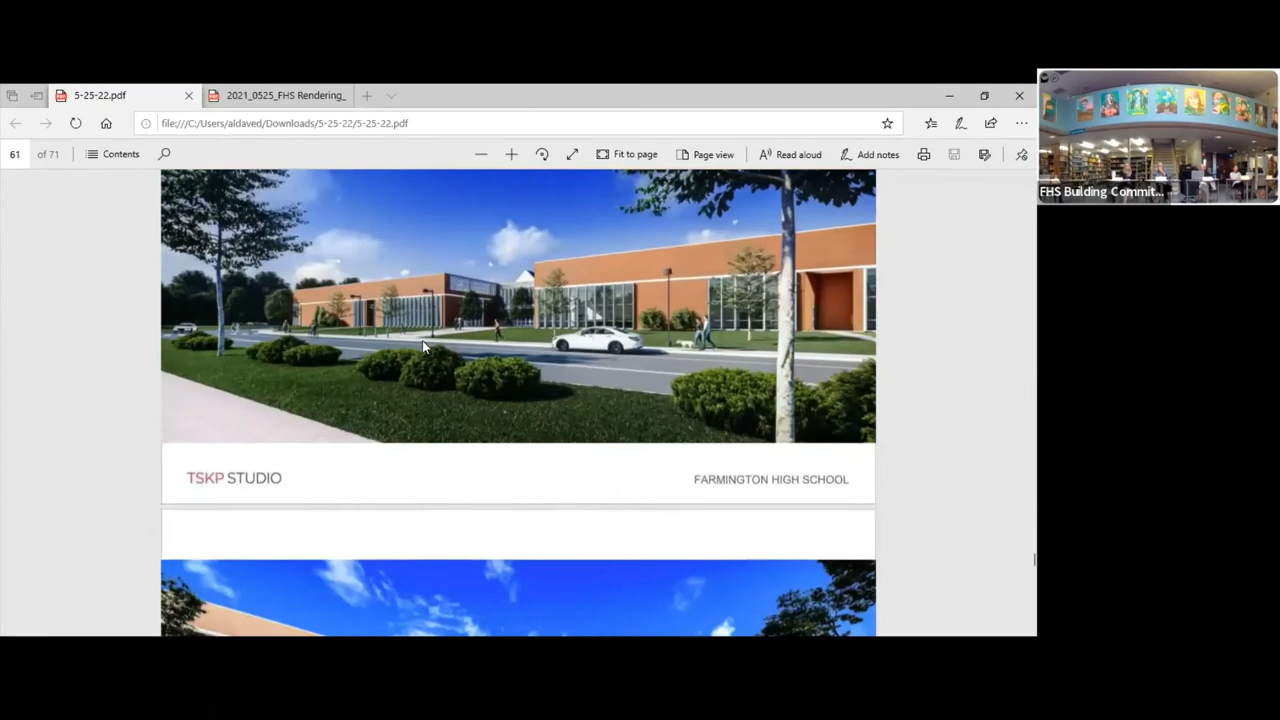 5-25-22.pdf
2021_0525_FHS Rendering_
file:///C:/Users/aldaved/Downloads/5-25-22/5-25-22.pdf
61 of 71
Contents
Fit to page
Page view
Read aloud
Add notes
FHS Building Commit...
TSKP STUDIO
FARMINGTON HIGH SCHOOL